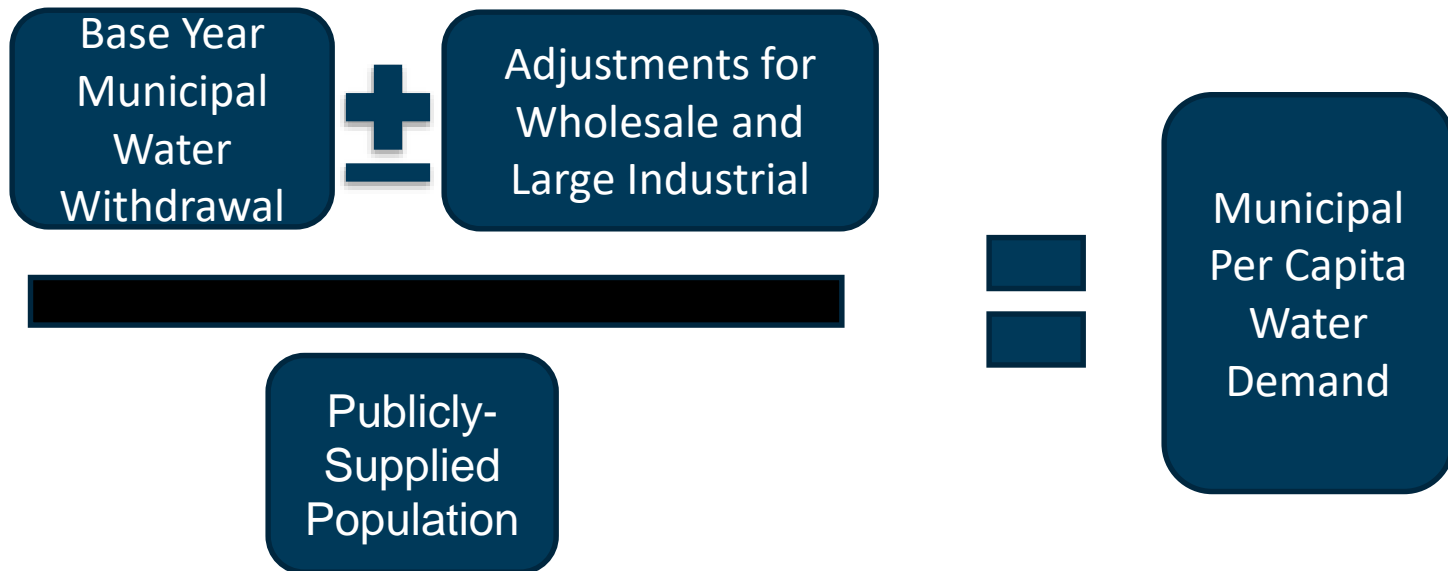 Base Year
Municipal
Water
Withdrawal
±
Adjustments for
Wholesale and
Large Industrial
Publicly-
Supplied
Population
=
Municipal
Per Capita
Water
Demand